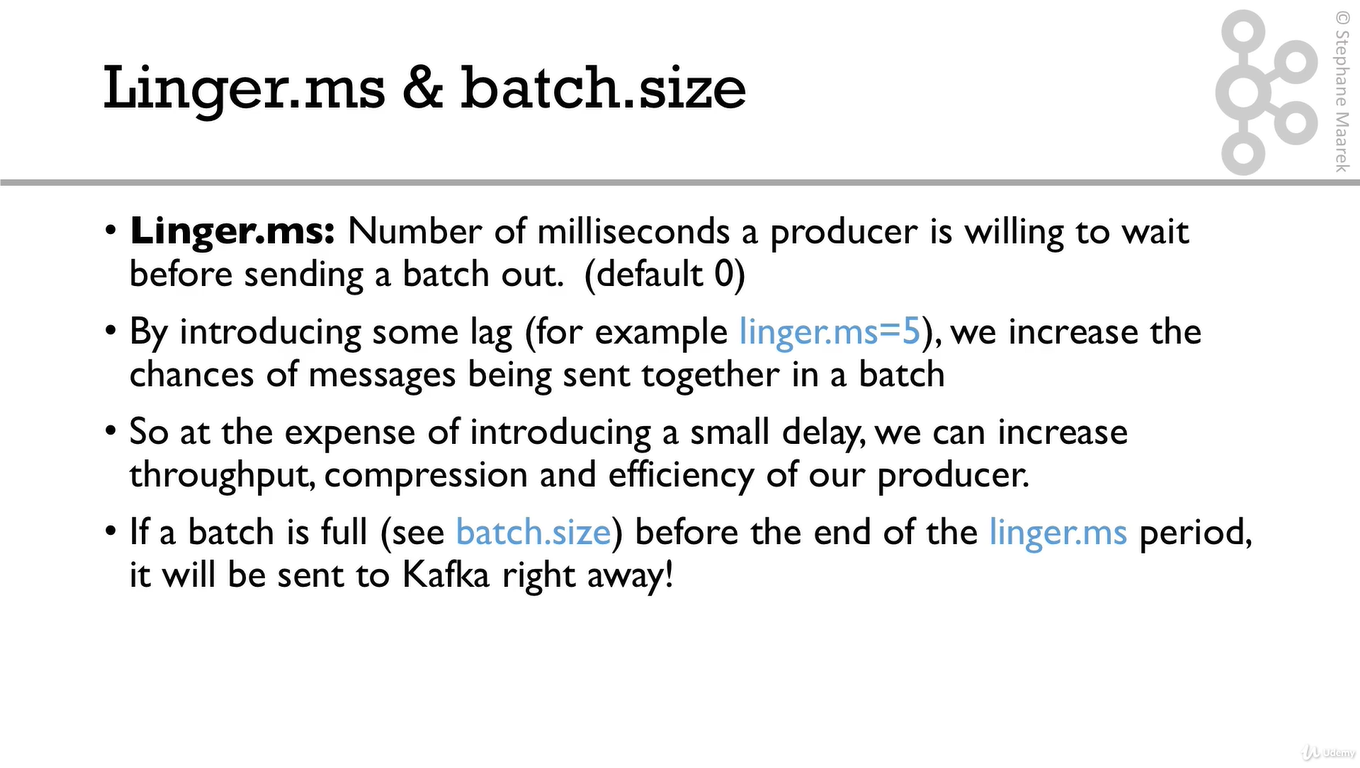 Linger.ms & batch.size
© Stephane Maarek
• Linger.ms: Number of milliseconds a producer is willing to wait
before sending a batch out.  (default 0)
• By introducing some lag (for example linger.ms=5), we increase the
chances of messages being sent together in a batch
• So at the expense of introducing a small delay, we can increase
throughput, compression and efficiency of our producer.
• If a batch is full (see batch.size) before the end of the linger.ms period,
it will be sent to Kafka right away!
Udemy